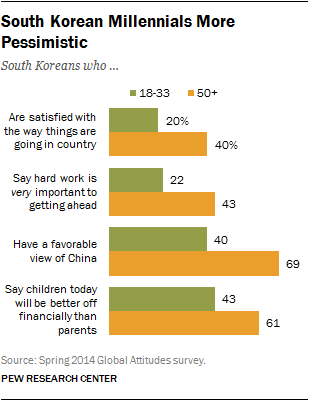 South Korean Millennials More
Pessimistic
South Koreans who ...
18-33 50+
Are satisfied with
the way things are
going in country
20%
40%
Say hard work is
very important to
getting ahead
22
43
Have a favorable
view of China
40
69
Say children today
will be better off
financially than
parents
43
61
Source: Spring 2014 Global Attitudes survey.
PEW RESEARCH CENTER